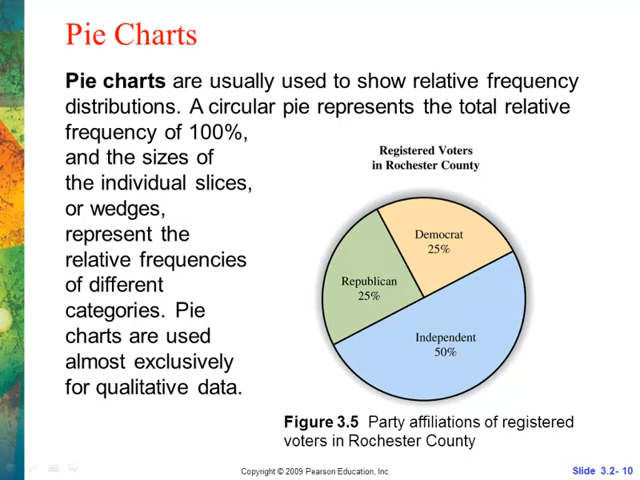 Pie Charts
Pie charts are usually used to show relative frequency
distributions. A circular pie represents the total relative
frequency of 100%,
and the sizes of
the individual slices,
or wedges,
represent the
relative frequencies
of different
categories. Pie
charts are used
almost exclusively
for qualitative data.
Registered Voters
in Rochester County
Democrat
25%
Republican
25%
Independent
50%
Figure 3.5 Party affiliations of registered
voters in Rochester County
Copyright © 2009 Pearson Education, Inc.
Slide 3.2- 10